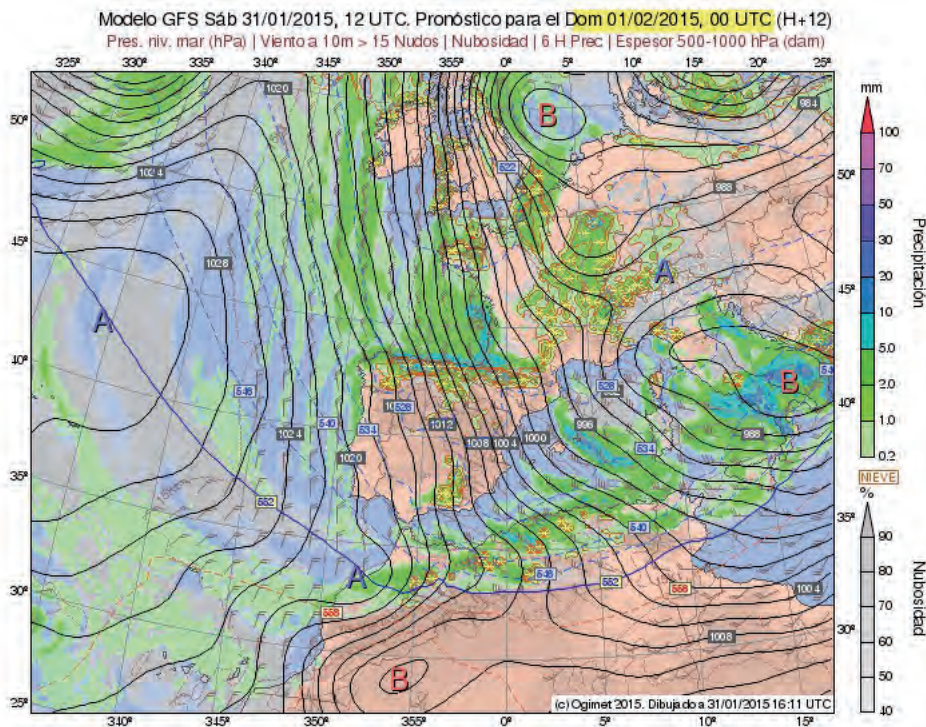 Modelo GFS Sáb 31/01/2015, 12 UTC. Pronóstico para el Dom 01/02/2015, 00 UTC (H+12)
Pres. niv. mar (hPa) | Viento a 10m > 15 Nudos | Nubosidad | 6 H Prec | Espesor 500-1000 hPa (dam)
325º 330º 335º 340º 345º 350º 355º 0º 5º 10º 15º 20º 25º
mm
100
70
50
30
20
10
5.0
2.0
1.0
0.2
Precipitación
NIEVE
%
90
80
70
60
50
40
Nubosidad
50º
45º
40º
35º
30º
25º
50º
45º
40º
35º
30º
1020
984
B
522
1024
988
1026
A
A
B
546
528
540
534
528
1012
996
1024
1008
1004
1000
534
988
1020
552
540
A
546
552
558
1004
558
1008
B
(c) Ogimet 2015. Dibujado a 31/01/2015 16:11 UTC
340º 345º 350º 355º 0º 5º 10º 15º